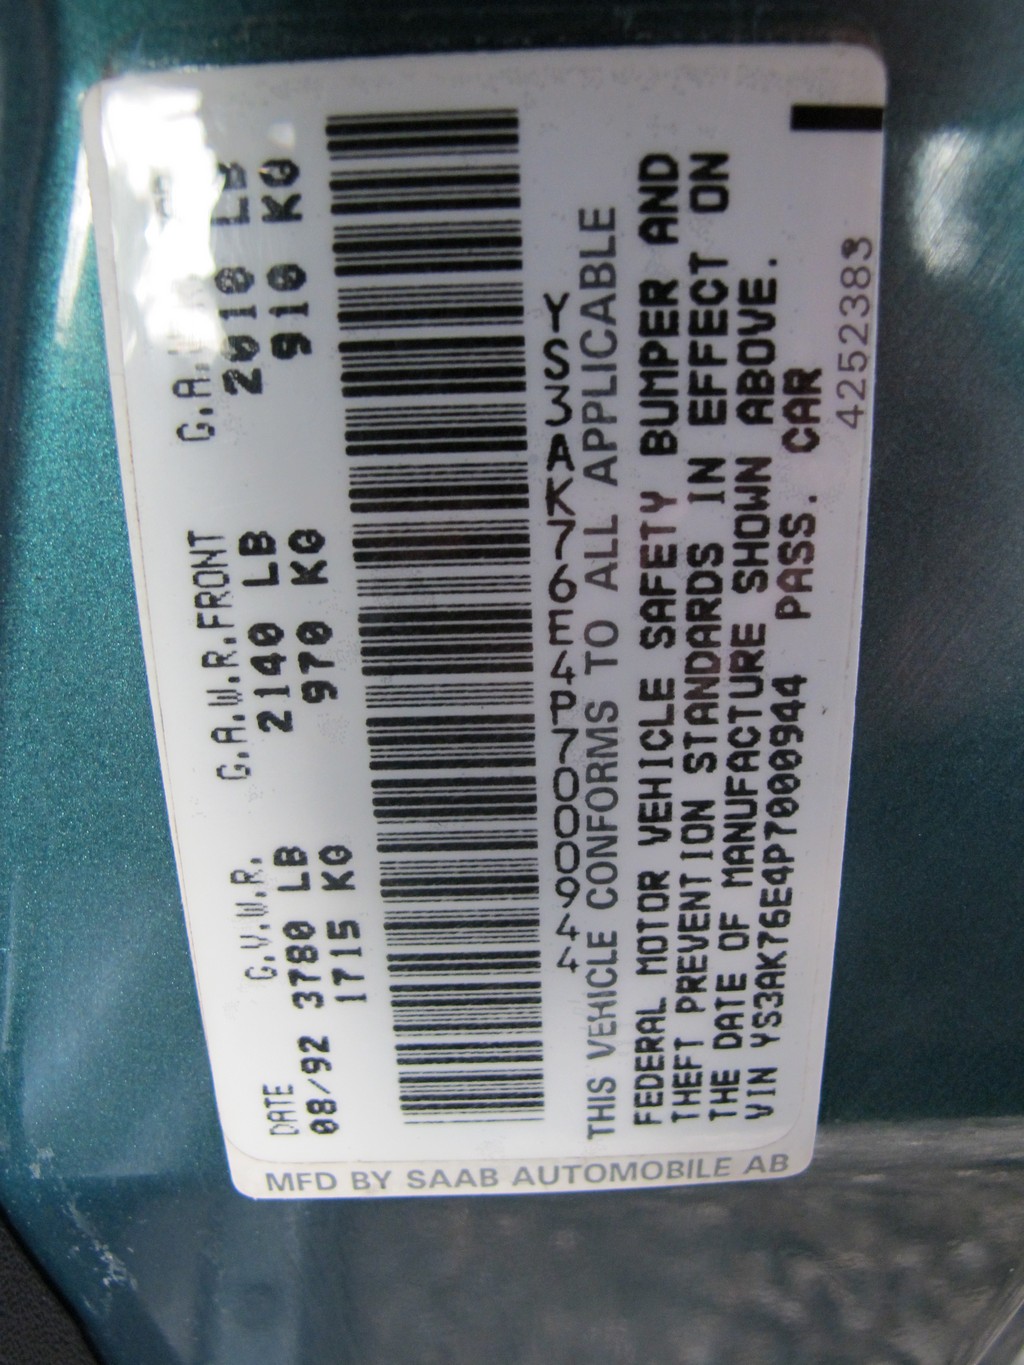 MFD BY SAAB AUTOMOBILE AB
DATE G.V.W.R. G.A.W.R.FRONT G.A.
08/92 3780 LB 2140 LB 2010 LB
1715 KG 970 KG 910 KG
YS3AK76E4P7000944
THIS VEHICLE CONFORMS TO ALL APPLICABLE
FEDERAL MOTOR VEHICLE SAFETY BUMPER AND
THEFT PREVENTION STANDARDS IN EFFECT ON
THE DATE OF MANUFACTURE SHOWN ABOVE.
VIN YS3AK76E4P7000944 PASS. CAR
4252383